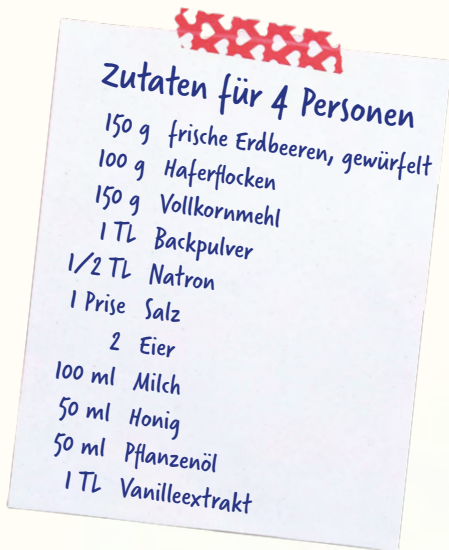 Zutaten für 4 Personen
150 g frische Erdbeeren, gewürfelt
100 g Haferflocken
150 g Vollkornmehl
1 TL Backpulver
1/2 TL Natron
1 Prise Salz
2 Eier
100 ml Milch
50 ml Honig
50 ml Pflanzenöl
1 TL Vanilleextrakt